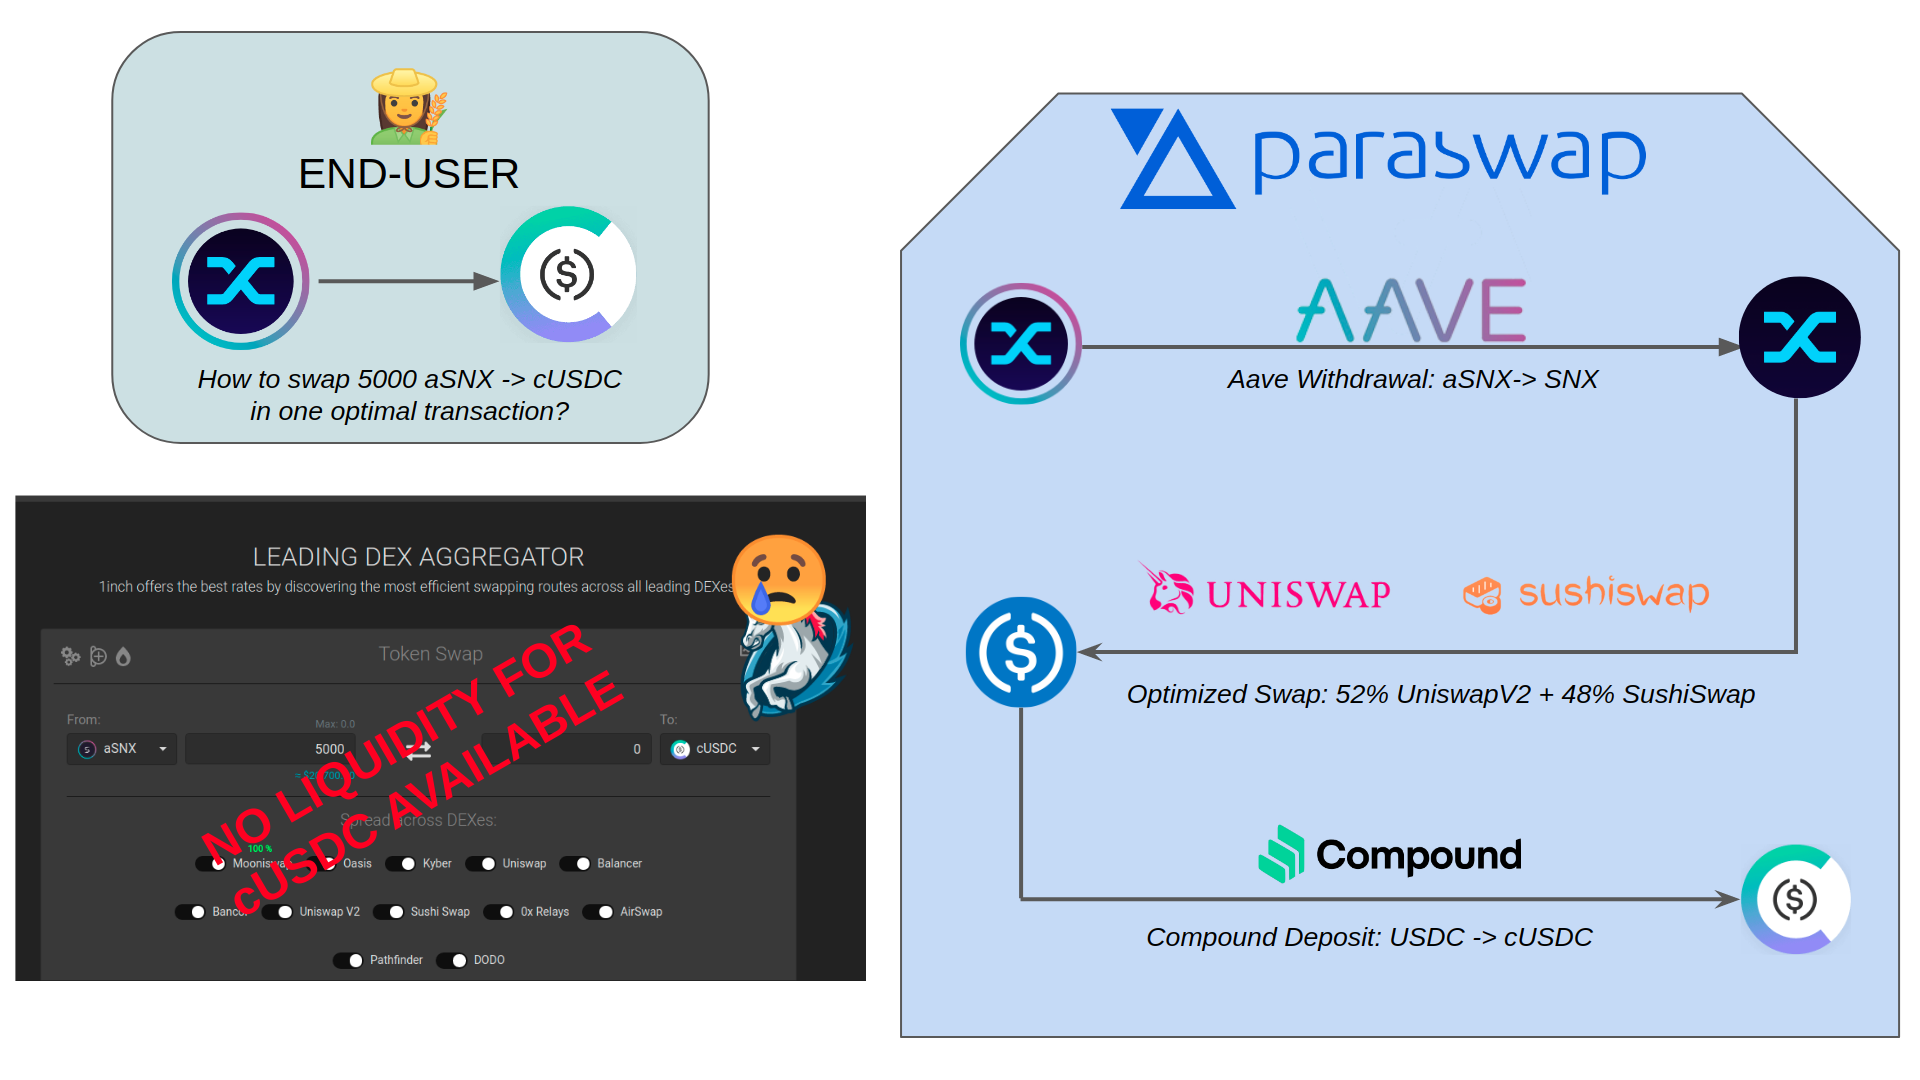 END-USER
How to swap 5000 aSNX -> cUSDC
in one optimal transaction?
LEADING DEX AGGREGATOR
1inch offers the best rates by discovering the most efficient swapping routes across all leading DEXes
Token Swap
NO LIQUIDITY FOR
cUSDC AVAILABLE
From:
Max: 0.0
To:
aSNX
5000
0
cUSDC
Spread across DEXes:
100 %
Mooniswap
Oasis
Kyber
Uniswap
Balancer
Bancor
Uniswap V2
Sushi Swap
0x Relays
AirSwap
Pathfinder
DODO
paraswap
AAVE
Aave Withdrawal: aSNX-> SNX
UNISWAP
sushiswap
Optimized Swap: 52% UniswapV2 + 48% SushiSwap
Compound
Compound Deposit: USDC -> cUSDC